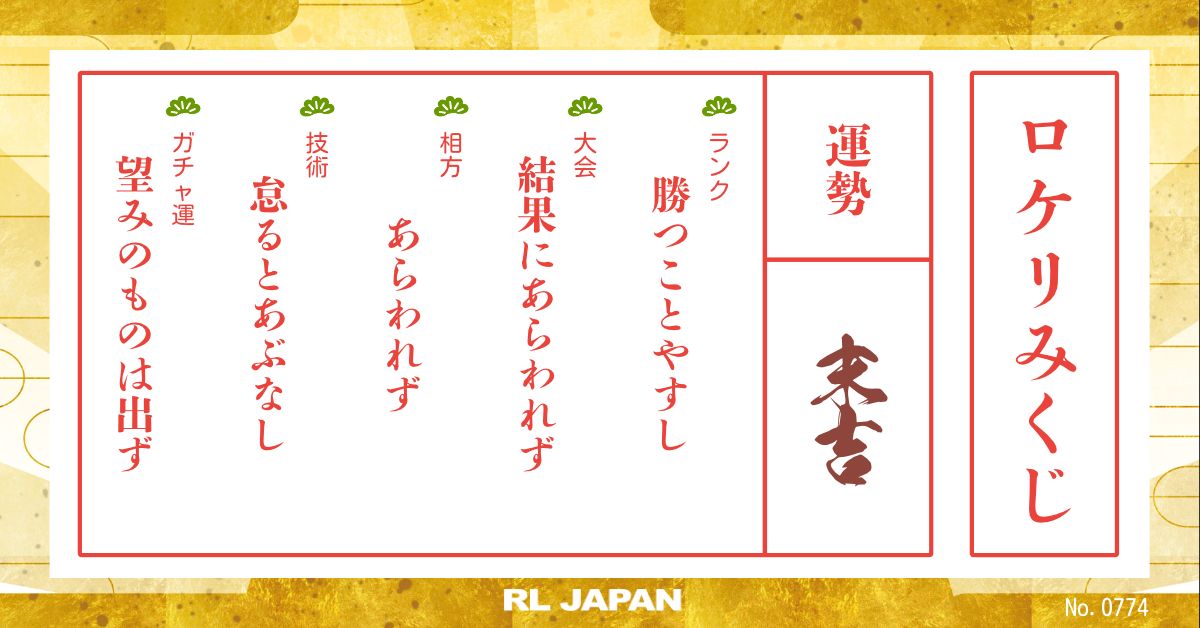 ロケリみくじ
運勢
末吉
ランク
勝つことやすし
大会
結果にあらわれず
相方
あらわれず
技術
怠るとあぶなし
ガチャ運
望みのものは出ず
RL JAPAN
No. 0774